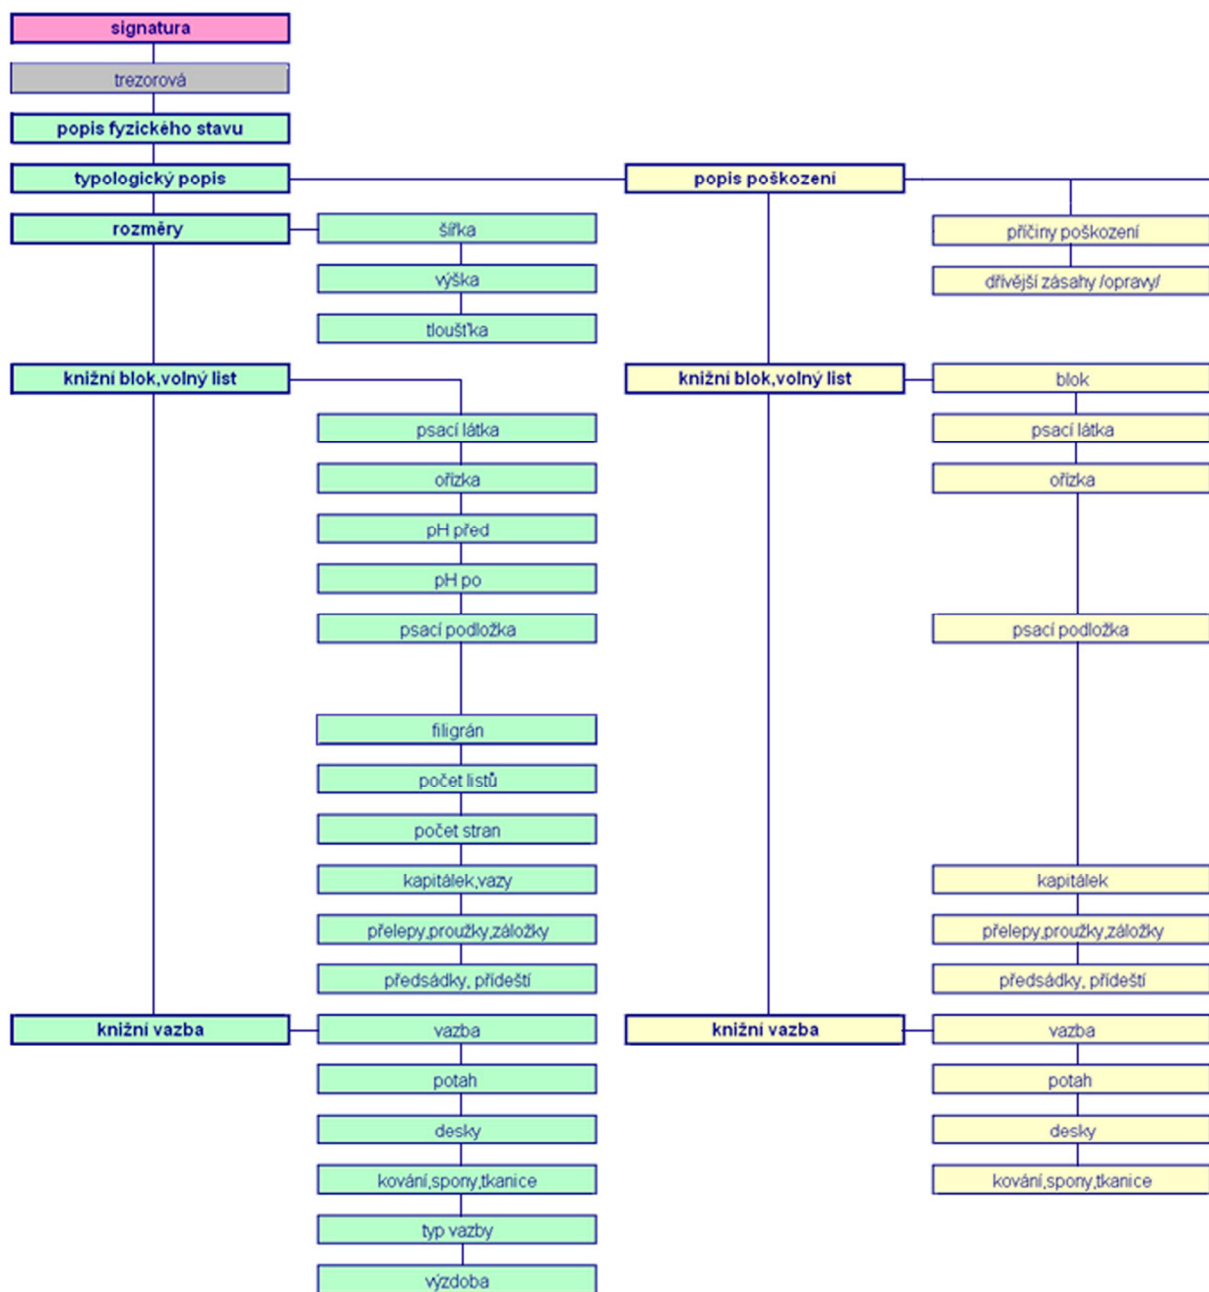 signatura
trezorová
popis fyzického stavu
typologický popis
popis poškození
rozměry
šířka
příčiny poškození
výška
dřívější zásahy /opravy/
tloušťka
knižní blok,volný list
knižní blok,volný list
blok
psací látka
psací látka
ořízka
ořízka
pH před
pH po
psací podložka
psací podložka
filigrán
počet listů
počet stran
kapitálek,vazy
kapitálek
přelepy,proužky,záložky
přelepy,proužky,záložky
předsádky, přídeští
předsádky, přídeští
knižní vazba
vazba
knižní vazba
vazba
potah
potah
desky
desky
kování,spony,tkanice
kování,spony,tkanice
typ vazby
výzdoba